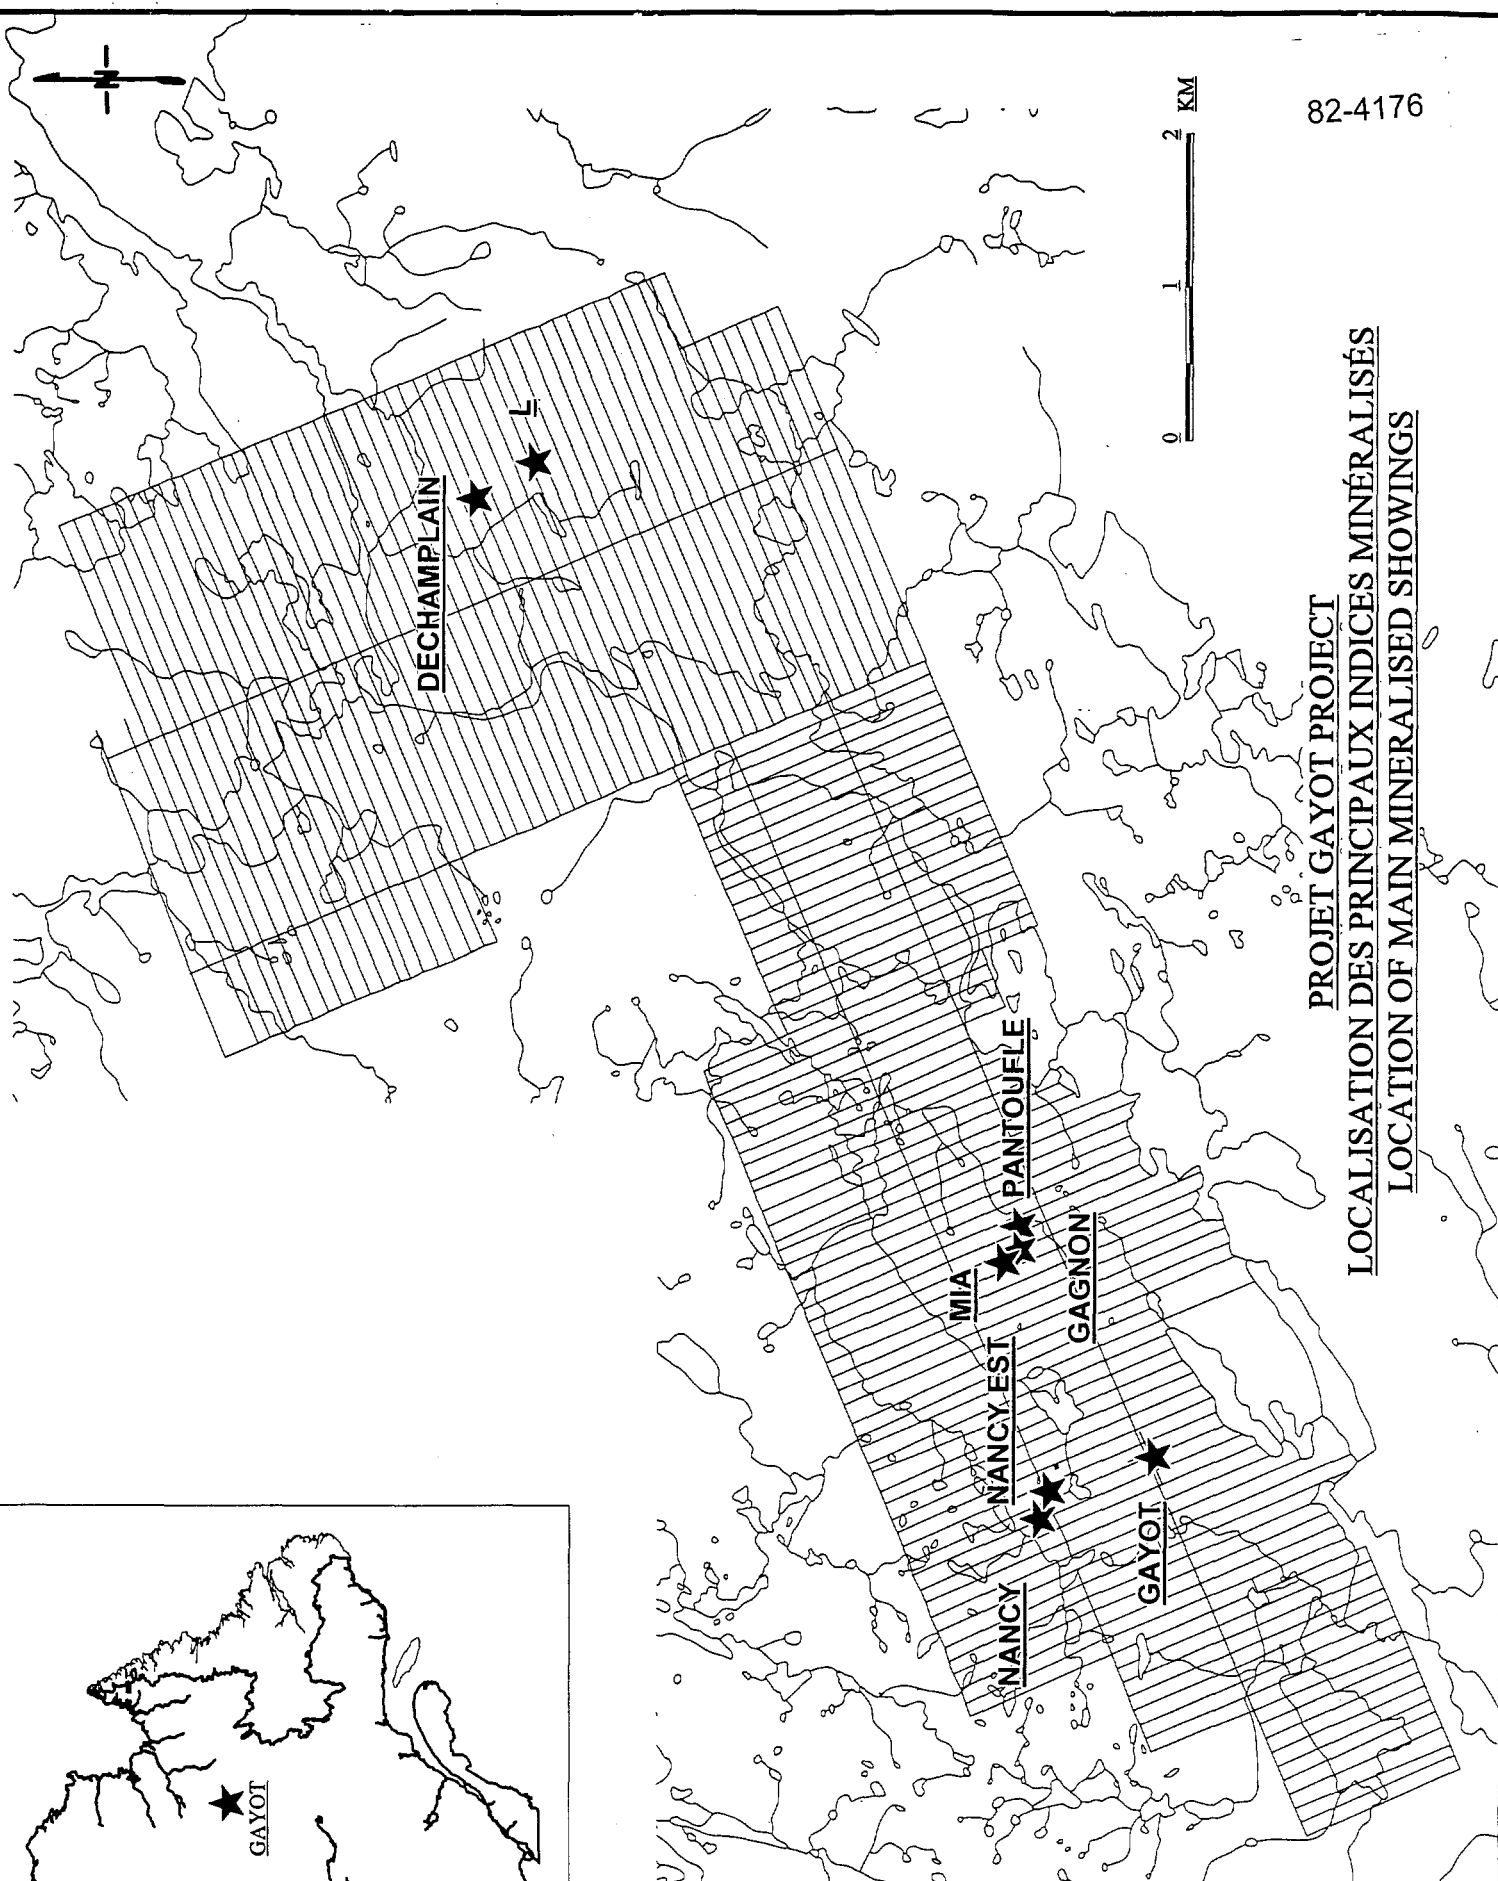 N
82-4176
0 1 2 KM
DECHAMPLAIN
L
PANTOUFLE
MIA
GAGNON
NANCY EST
NANCY
GAYOT
GAYOT
PROJET GAYOT PROJECT
LOCALISATION DES PRINCIPAUX INDICES MINÉRALISÉS
LOCATION OF MAIN MINERALISED SHOWINGS